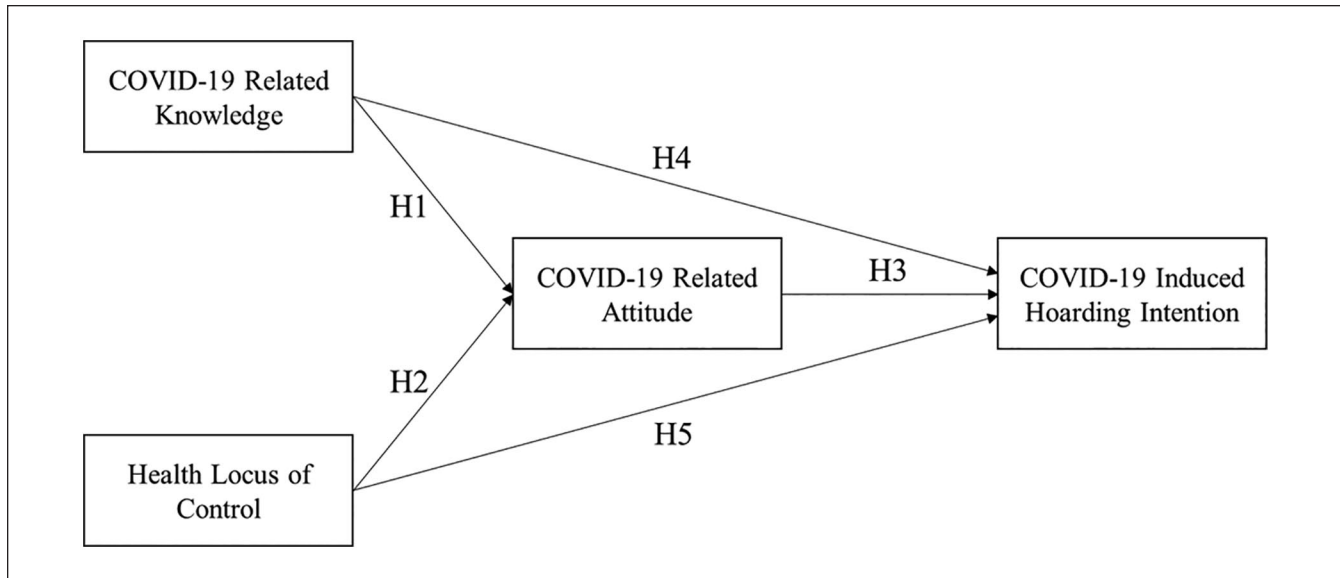 COVID-19 Related
Knowledge
H4
H1
COVID-19 Related
Attitude
H3
COVID-19 Induced
Hoarding Intention
H2
H5
Health Locus of
Control